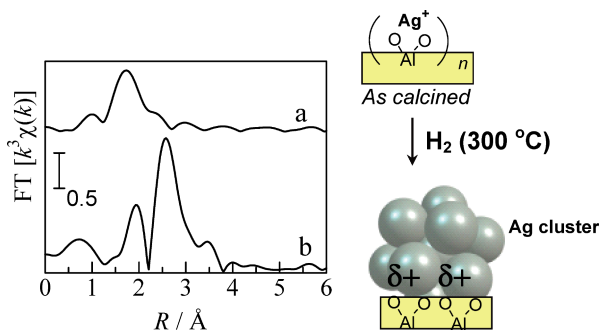 FT [k³χ(k)]
a
0.5
b
0 1 2 3 4 5 6
R / Å
Ag⁺
O O
Al
n
As calcined
H₂ (300 °C)
Ag cluster
δ+ δ+
O O O O
Al Al